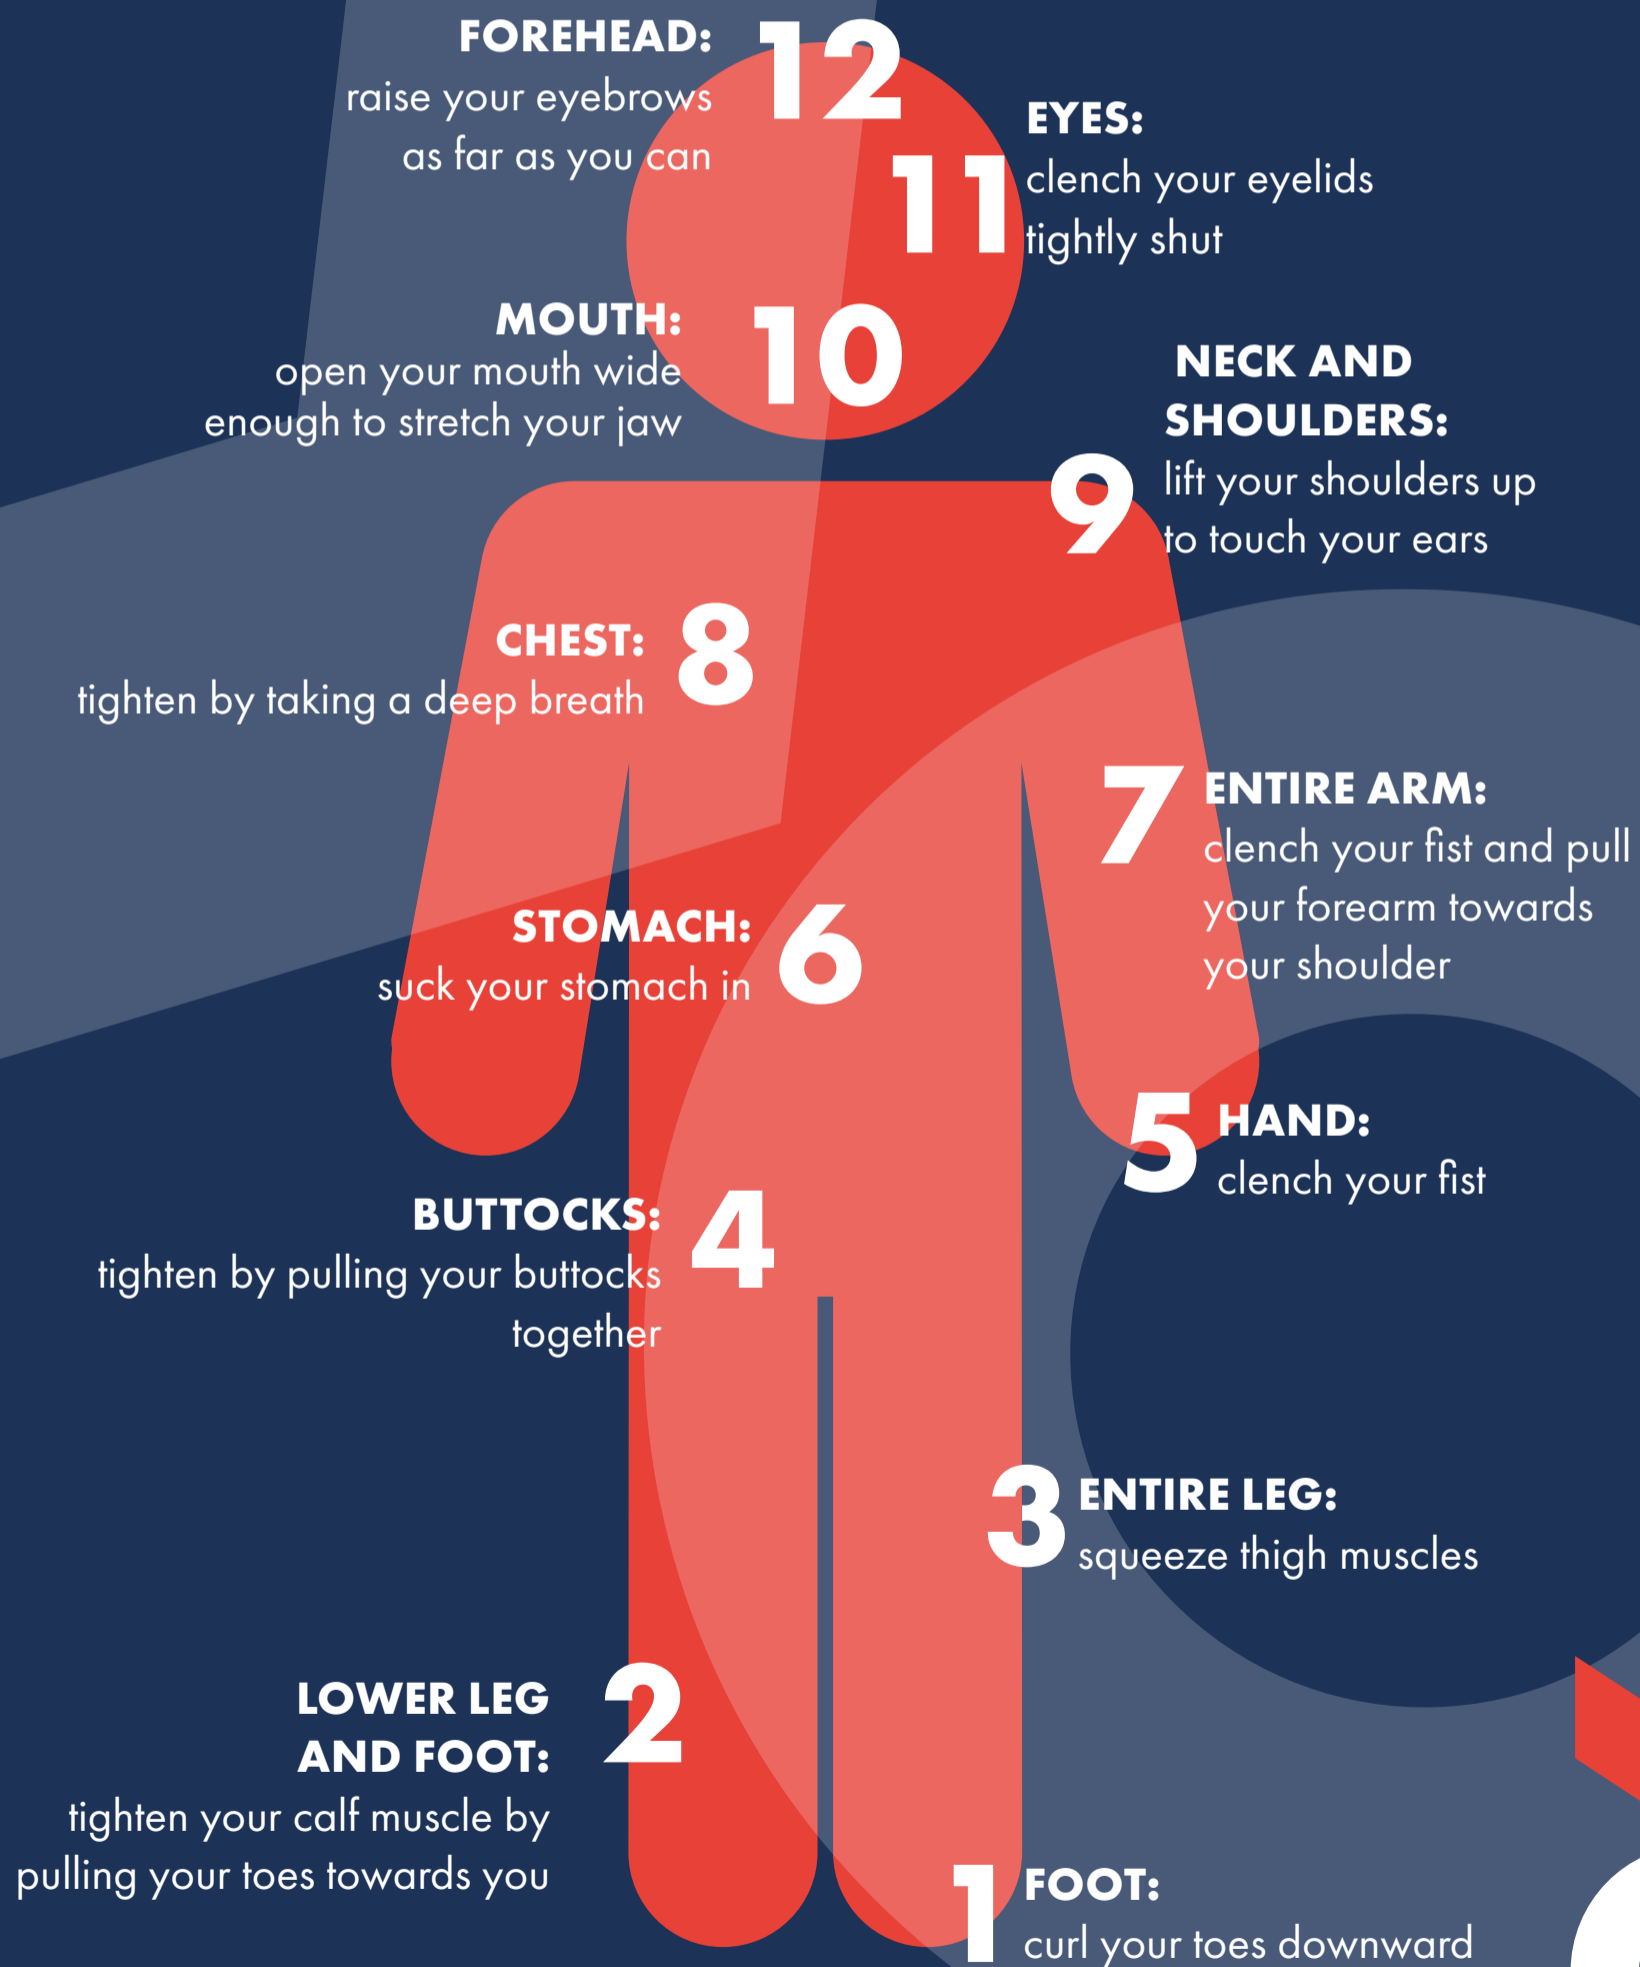 FOREHEAD:
raise your eyebrows
as far as you can
12
EYES:
clench your eyelids
tightly shut
11
MOUTH:
open your mouth wide
enough to stretch your jaw
10
NECK AND
SHOULDERS:
lift your shoulders up
to touch your ears
9
CHEST:
tighten by taking a deep breath
8
7
ENTIRE ARM:
clench your fist and pull
your forearm towards
your shoulder
STOMACH:
suck your stomach in
6
5
HAND:
clench your fist
BUTTOCKS:
tighten by pulling your buttocks
together
4
3
ENTIRE LEG:
squeeze thigh muscles
LOWER LEG
AND FOOT:
tighten your calf muscle by
pulling your toes towards you
2
1
FOOT:
curl your toes downward